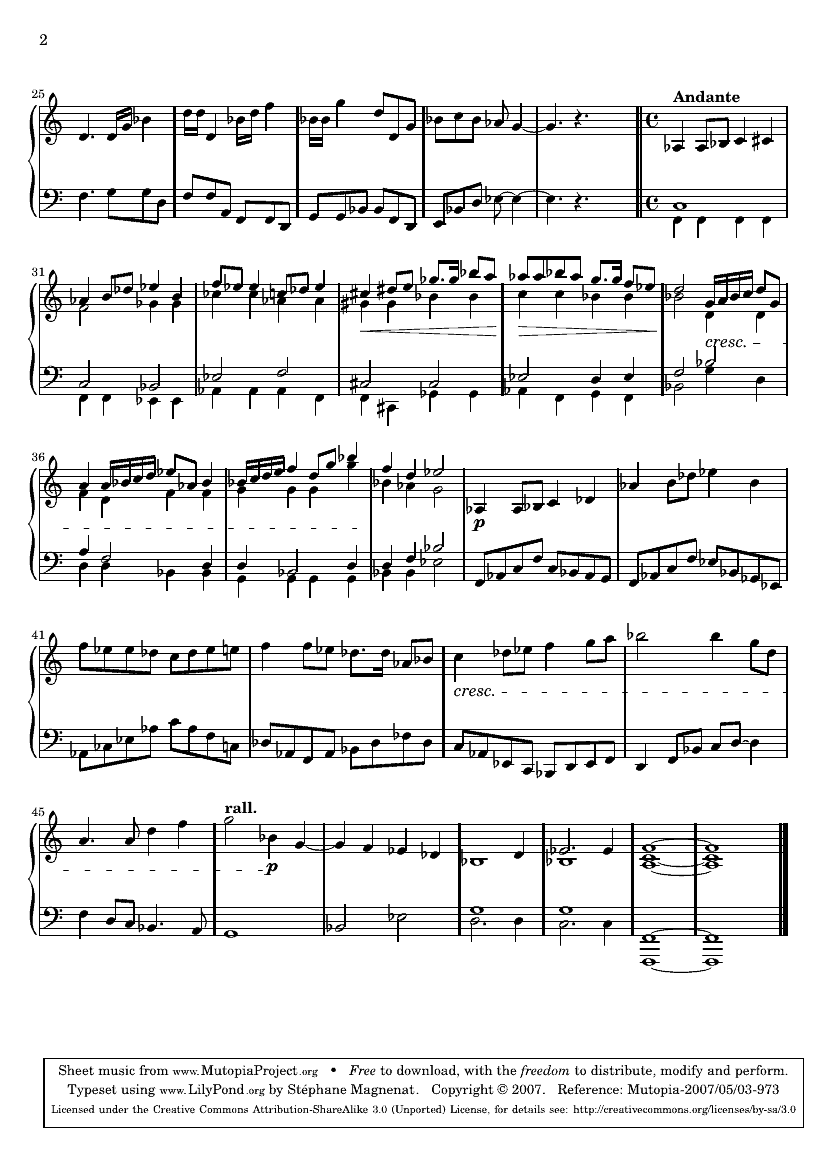 2
25
Andante
31
cresc.
36
p
41
cresc.
45
rall.
p
Sheet music from www.MutopiaProject.org • Free to download, with the freedom to distribute, modify and perform.
Typeset using www.LilyPond.org by Stéphane Magnenat. Copyright © 2007. Reference: Mutopia-2007/05/03-973
Licensed under the Creative Commons Attribution-ShareAlike 3.0 (Unported) License, for details see: http://creativecommons.org/licenses/by-sa/3.0